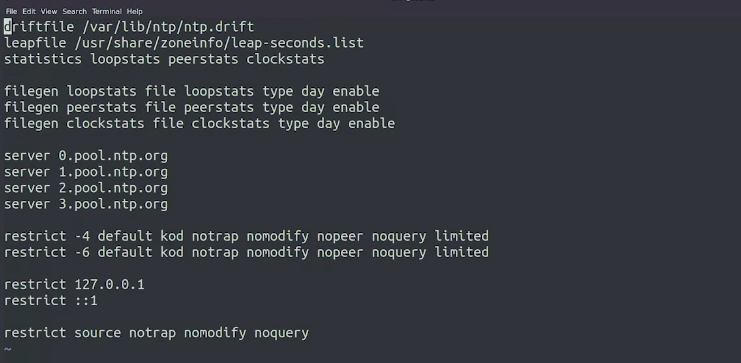 File Edit View Search Terminal Help
driftfile /var/lib/ntp/ntp.drift
leapfile /usr/share/zoneinfo/leap-seconds.list
statistics loopstats peerstats clockstats
filegen loopstats file loopstats type day enable
filegen peerstats file peerstats type day enable
filegen clockstats file clockstats type day enable
server 0.pool.ntp.org
server 1.pool.ntp.org
server 2.pool.ntp.org
server 3.pool.ntp.org
restrict -4 default kod notrap nomodify nopeer noquery limited
restrict -6 default kod notrap nomodify nopeer noquery limited
restrict 127.0.0.1
restrict ::1
restrict source notrap nomodify noquery
~